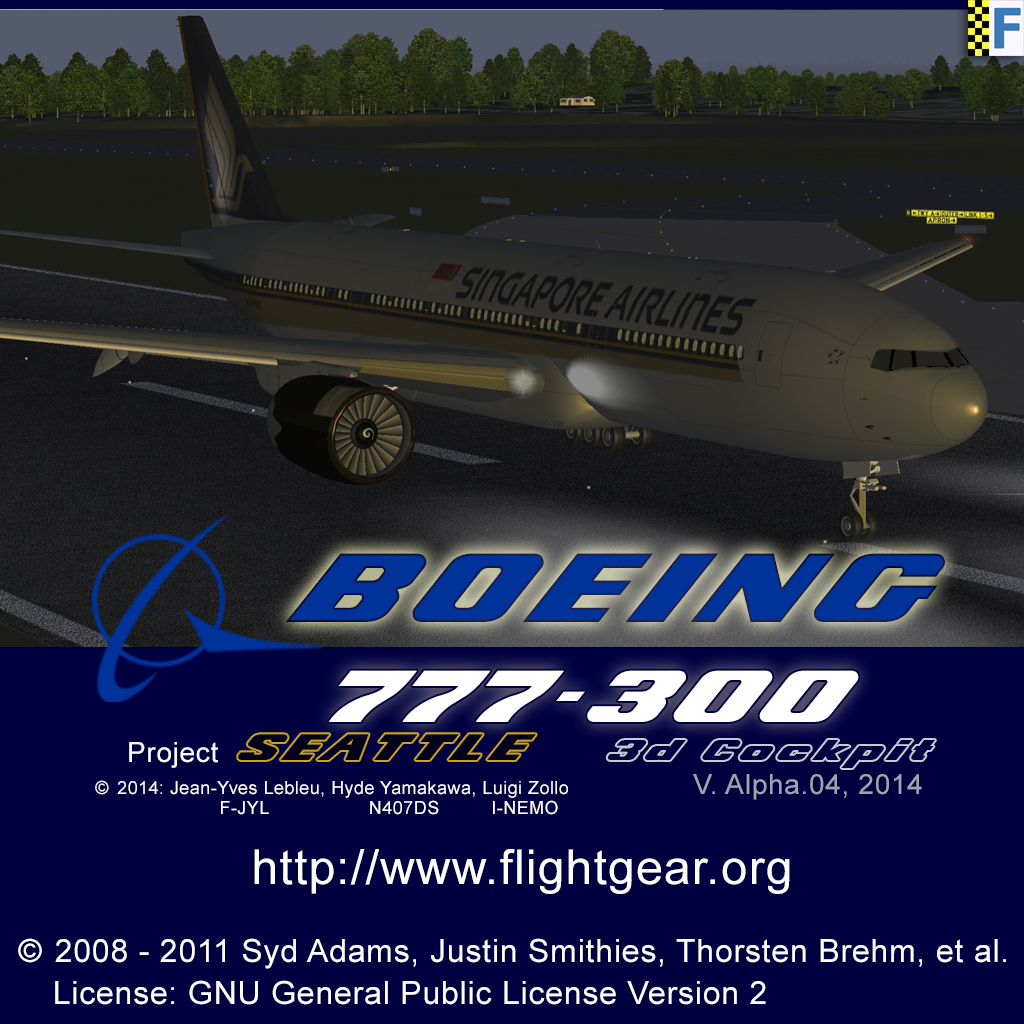 F
SINGAPORE AIRLINES
BOEING
777-300
Project SEATTLE 3d Cockpit
© 2014: Jean-Yves Lebleu, Hyde Yamakawa, Luigi Zollo
F-JYL N407DS I-NEMO
V. Alpha.04, 2014
http://www.flightgear.org
© 2008 - 2011 Syd Adams, Justin Smithies, Thorsten Brehm, et al.
License: GNU General Public License Version 2